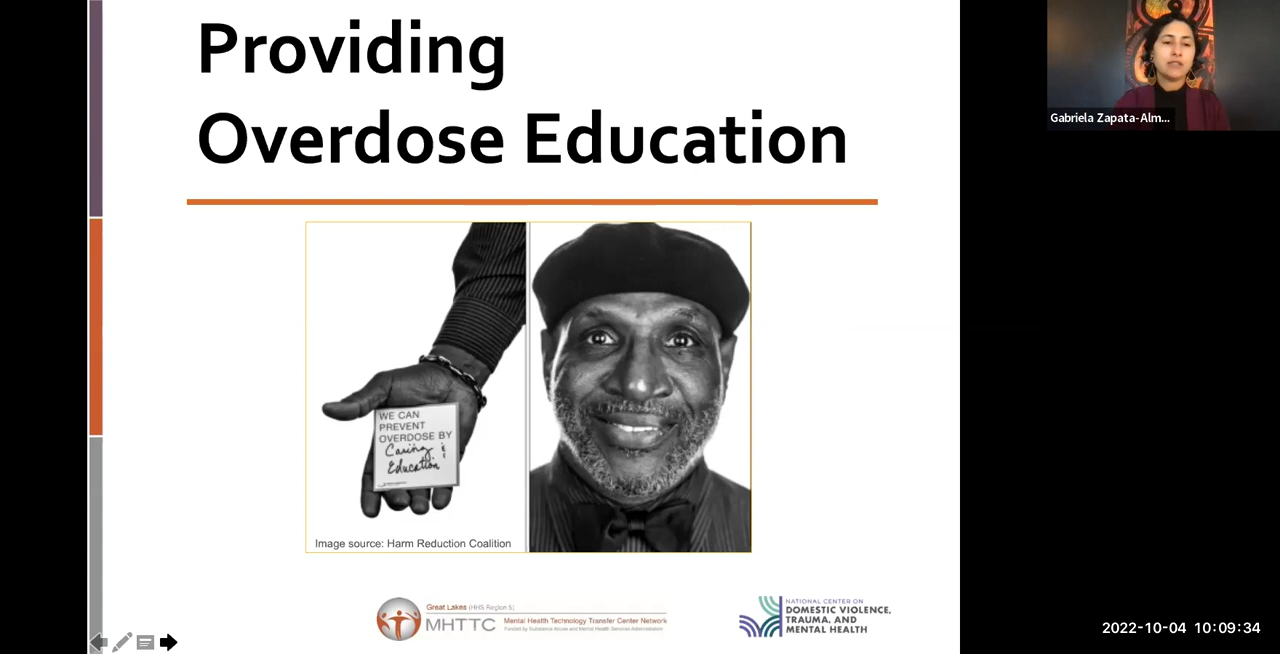 Providing
Overdose Education
WE CAN
PREVENT
OVERDOSE BY
Caring &
Education
Image source: Harm Reduction Coalition
Great Lakes (HHS Region 5)
MHTTC
Mental Health Technology Transfer Center Network
Funded by Substance Abuse and Mental Health Services Administration
NATIONAL CENTER ON
DOMESTIC VIOLENCE,
TRAUMA, AND
MENTAL HEALTH
Gabriela Zapata-Alm...
2022-10-04 10:09:34